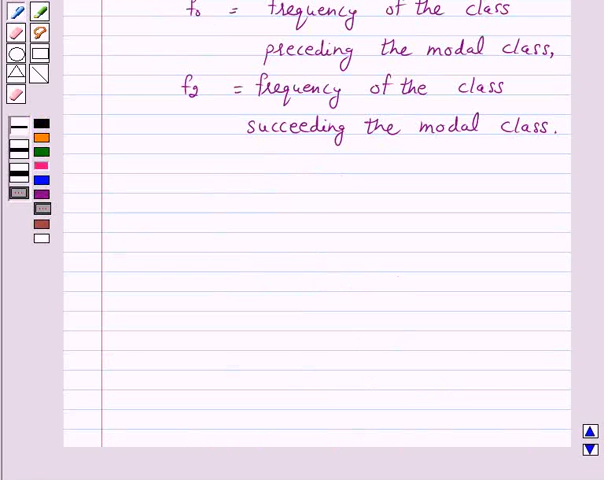 f₀ = frequency of the class
preceding the modal class,
f₂ = frequency of the class
succeeding the modal class.